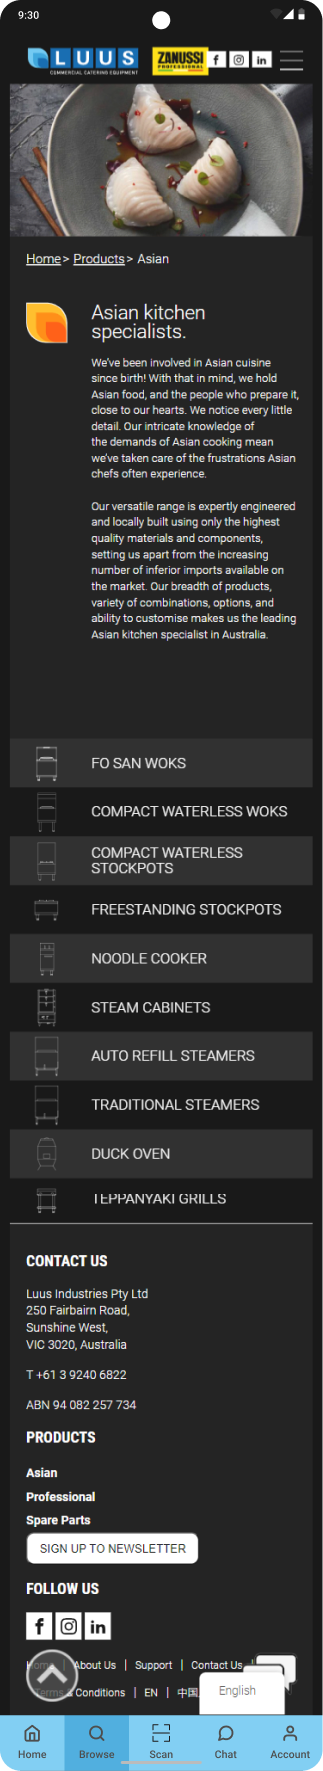 9:30
LUUS
COMMERCIAL CATERING EQUIPMENT
ZANUSSI
PROFESSIONAL
Home > Products > Asian
Asian kitchen
specialists.
We've been involved in Asian cuisine
since birth! With that in mind, we hold
Asian food, and the people who prepare it,
close to our hearts. We notice every little
detail. Our intricate knowledge of
the demands of Asian cooking mean
we've taken care of the frustrations Asian
chefs often experience.
Our versatile range is expertly engineered
and locally built using only the highest
quality materials and components,
setting us apart from the increasing
number of inferior imports available on
the market. Our breadth of products,
variety of combinations, options, and
ability to customise makes us the leading
Asian kitchen specialist in Australia.
FO SAN WOKS
COMPACT WATERLESS WOKS
COMPACT WATERLESS
STOCKPOTS
FREESTANDING STOCKPOTS
NOODLE COOKER
STEAM CABINETS
AUTO REFILL STEAMERS
TRADITIONAL STEAMERS
DUCK OVEN
TEPPANYAKI GRILLS
CONTACT US
Luus Industries Pty Ltd
250 Fairbairn Road,
Sunshine West,
VIC 3020, Australia
T +61 3 9240 6822
ABN 94 082 257 734
PRODUCTS
Asian
Professional
Spare Parts
SIGN UP TO NEWSLETTER
FOLLOW US
Home | About Us | Support | Contact Us
Terms & Conditions | EN | 中国
English
Home Browse Scan Chat Account